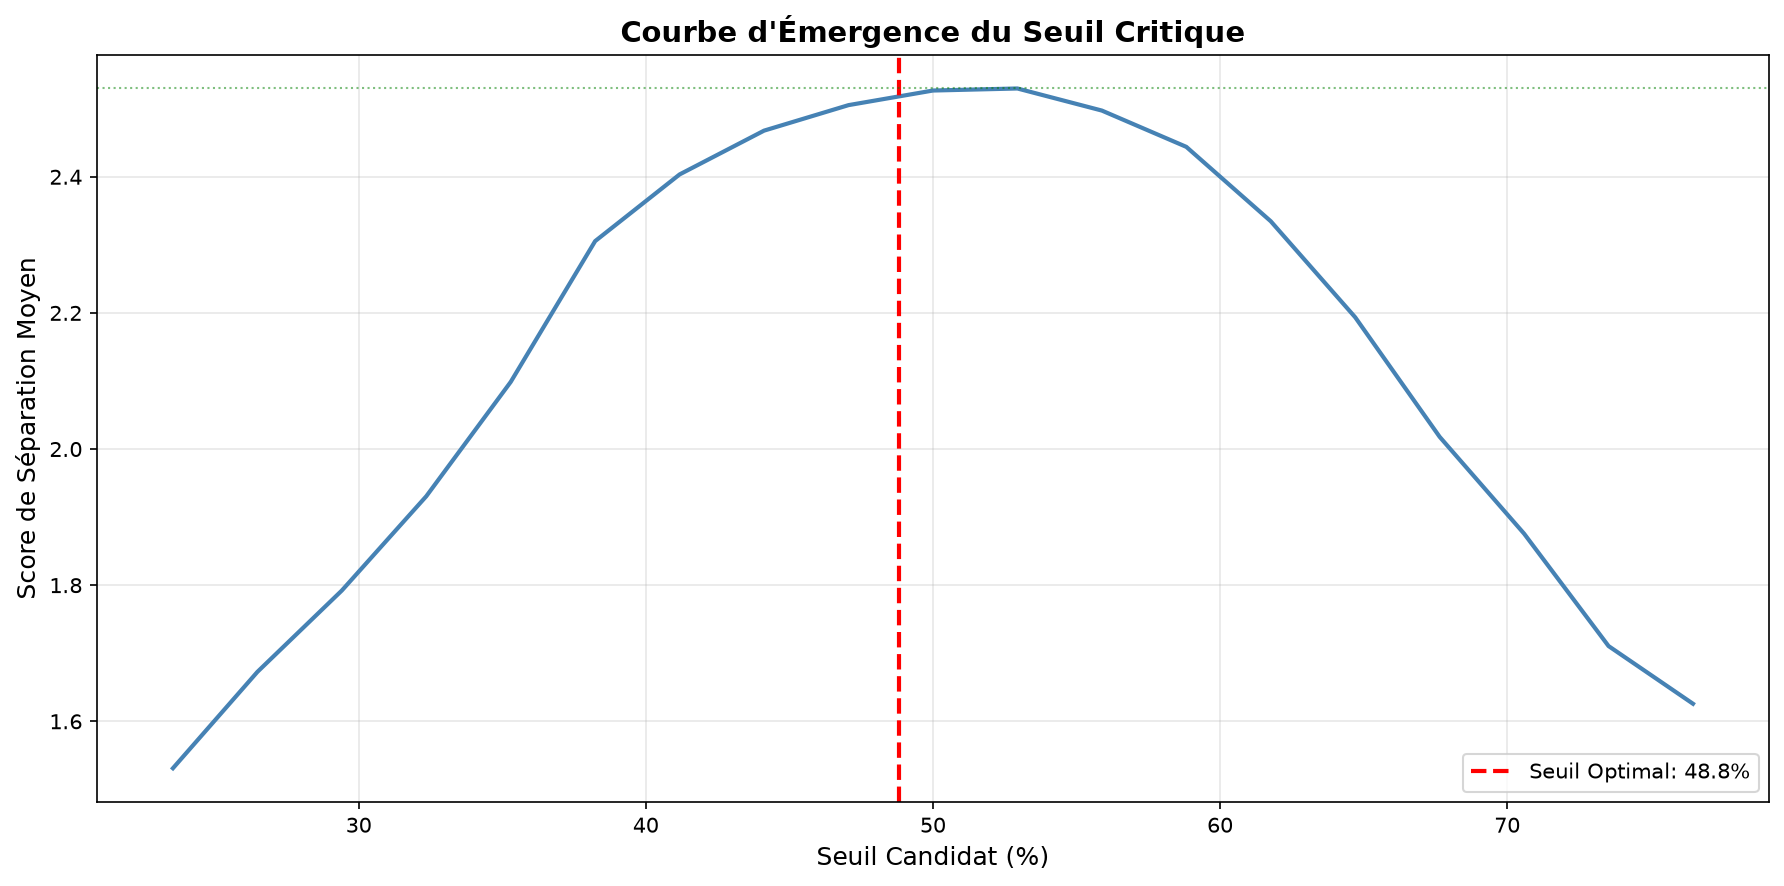 Courbe d'Émergence du Seuil Critique
Score de Séparation Moyen
2.4
2.2
2.0
1.8
1.6
Seuil Optimal: 48.8%
30 40 50 60 70
Seuil Candidat (%)